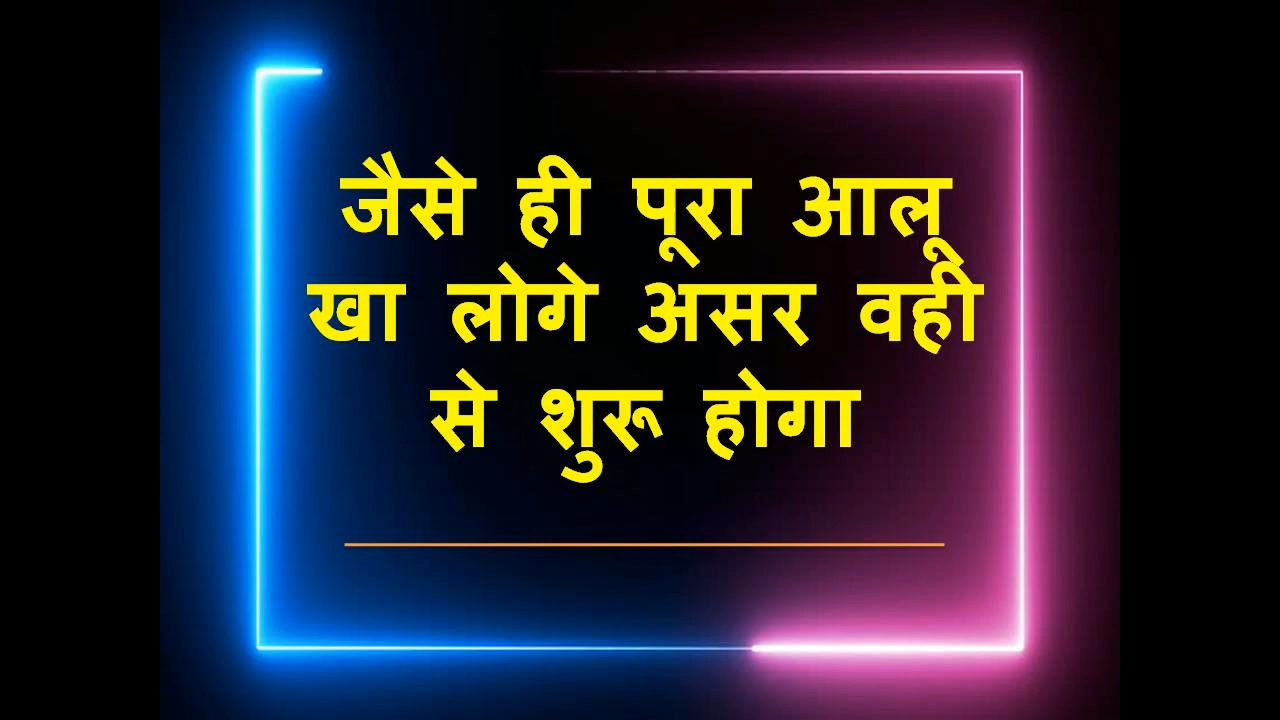 जैसे ही पूरा आलू
खा लोगे असर वही
से शुरू होगा